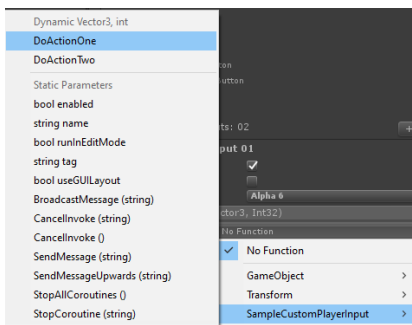 Dynamic Vector3, int
DoActionOne
DoActionTwo
Static Parameters
bool enabled
string name
bool runInEditMode
string tag
bool useGUILayout
BroadcastMessage (string)
CancelInvoke (string)
CancelInvoke ()
SendMessage (string)
SendMessageUpwards (string)
StopAllCoroutines ()
StopCoroutine (string)
ton
utton
uts: 02
+
put 01
Alpha 6
ctor3, Int32)
No Function
No Function
GameObject
Transform
SampleCustomPlayerInput